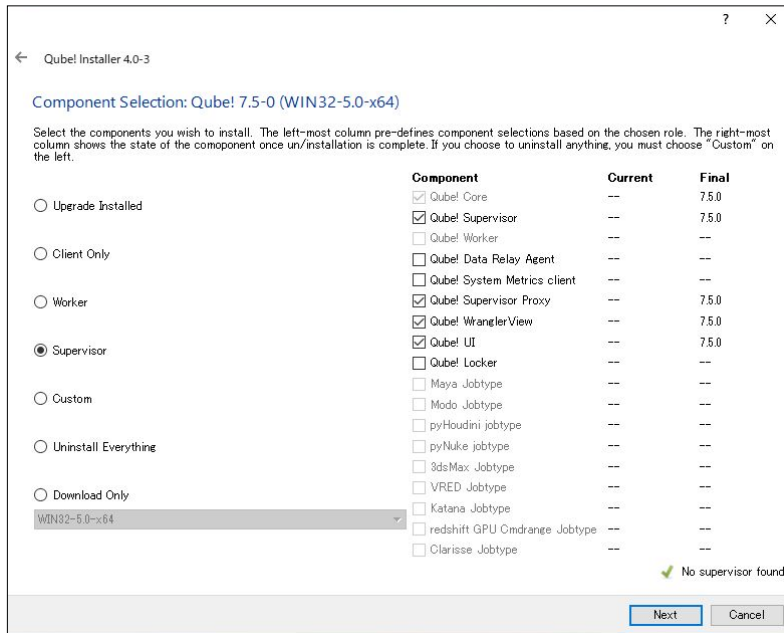 ?
Qube! Installer 4.0-3
Component Selection: Qube! 7.5-0 (WIN32-5.0-x64)
Select the components you wish to install. The left-most column pre-defines component selections based on the chosen role. The right-most
column shows the state of the comoponent once un/installation is complete. If you choose to uninstall anything, you must choose "Custom" on
the left.
Upgrade Installed
Client Only
Worker
Supervisor
Custom
Uninstall Everything
Download Only
WIN32-5.0-x64
Component Current Final
Qube! Core -- 7.5.0
Qube! Supervisor -- 7.5.0
Qube! Worker -- --
Qube! Data Relay Agent -- --
Qube! System Metrics client -- --
Qube! Supervisor Proxy -- 7.5.0
Qube! WranglerView -- 7.5.0
Qube! UI -- 7.5.0
Qube! Locker -- --
Maya Jobtype -- --
Modo Jobtype -- --
pyHoudini jobtype -- --
pyNuke jobtype -- --
3dsMax Jobtype -- --
VRED Jobtype -- --
Katana Jobtype -- --
redshift GPU Cmdrange Jobtype -- --
Clarisse Jobtype -- --
No supervisor found
Next Cancel